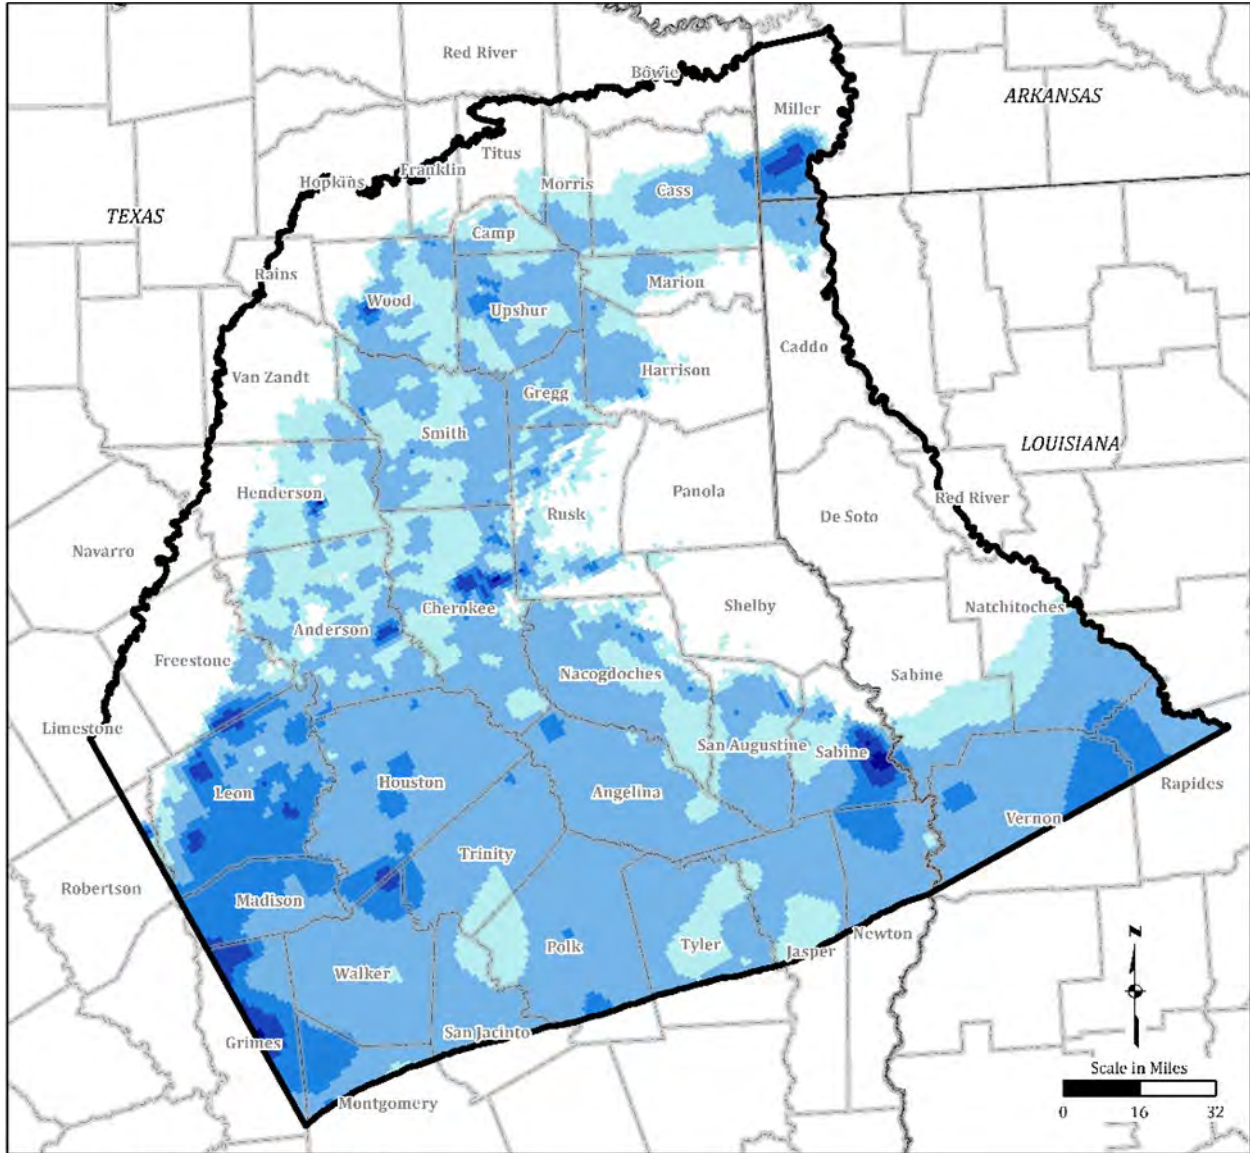 Red River
Bowie
ARKANSAS
Miller
Titus
Franklin
Hopkins
Morris
Cass
TEXAS
Camp
Rains
Wood
Upshur
Marion
Caddo
Van Zandt
Harrison
Gregg
Smith
LOUISIANA
Henderson
Panola
Red River
Rusk
De Soto
Navarro
Cherokee
Shelby
Natchitoches
Anderson
Freestone
Nacogdoches
Sabine
Limestone
San Augustine
Sabine
Houston
Leon
Angelina
Rapides
Vernon
Trinity
Robertson
Madison
Newton
Tyler
Polk
Jasper
Walker
N
San Jacinto
Grimes
Scale in Miles
Montgomery
0 16 32